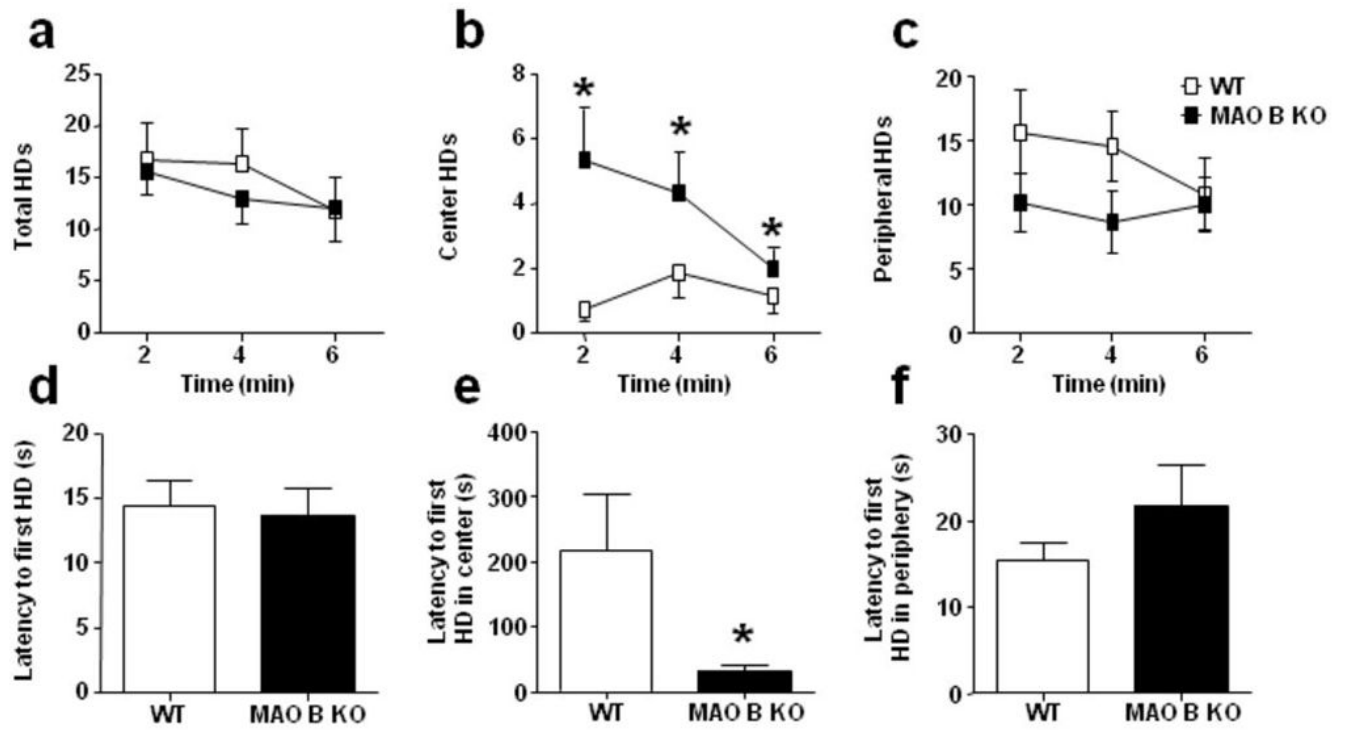 a
Total HDs
25
20
15
10
5
0
2 4 6
Time (min)
b
Center HDs
8
6
4
2
0
* * *
2 4 6
Time (min)
c
Peripheral HDs
20
15
10
5
0
WT
MAO B KO
2 4 6
Time (min)
d
Latency to first HD (s)
20
15
10
5
0
WT MAO B KO
e
Latency to first
HD in center (s)
400
300
200
100
0
*
WT MAO B KO
f
Latency to first
HD in periphery (s)
30
20
10
0
WT MAO B KO